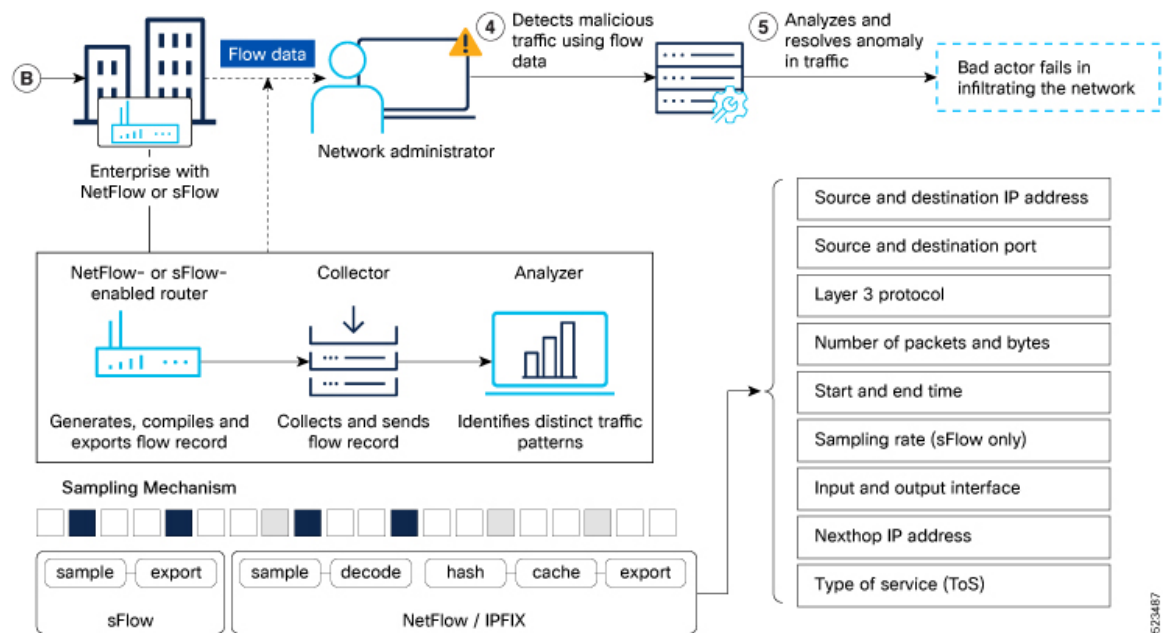 B
Flow data
4
Detects malicious
traffic using flow
data
5
Analyzes and
resolves anomaly
in traffic
Bad actor fails in
infiltrating the network
Enterprise with
NetFlow or sFlow
Network administrator
NetFlow- or sFlow-
enabled router
Collector
Analyzer
Generates, compiles and
exports flow record
Collects and sends
flow record
Identifies distinct traffic
patterns
Source and destination IP address
Source and destination port
Layer 3 protocol
Number of packets and bytes
Start and end time
Sampling rate (sFlow only)
Input and output interface
Nexthop IP address
Type of service (ToS)
Sampling Mechanism
sample
export
sFlow
sample
decode
hash
cache
export
NetFlow / IPFIX
523487